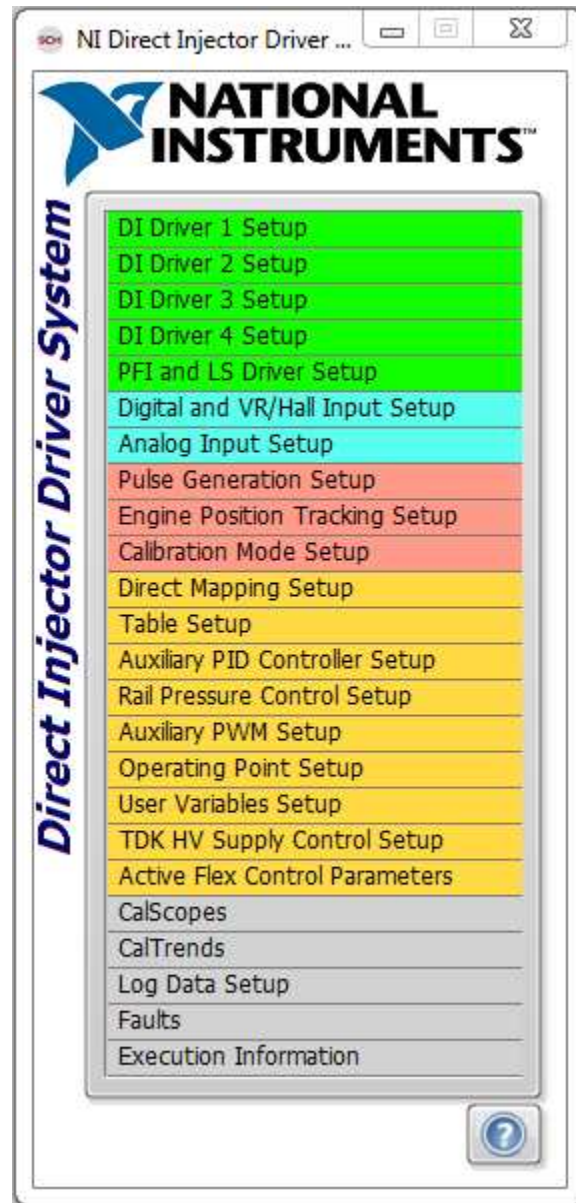 NI Direct Injector Driver ...
NATIONAL
INSTRUMENTS™
Direct Injector Driver System
DI Driver 1 Setup
DI Driver 2 Setup
DI Driver 3 Setup
DI Driver 4 Setup
PFI and LS Driver Setup
Digital and VR/Hall Input Setup
Analog Input Setup
Pulse Generation Setup
Engine Position Tracking Setup
Calibration Mode Setup
Direct Mapping Setup
Table Setup
Auxiliary PID Controller Setup
Rail Pressure Control Setup
Auxiliary PWM Setup
Operating Point Setup
User Variables Setup
TDK HV Supply Control Setup
Active Flex Control Parameters
CalScopes
CalTrends
Log Data Setup
Faults
Execution Information
?